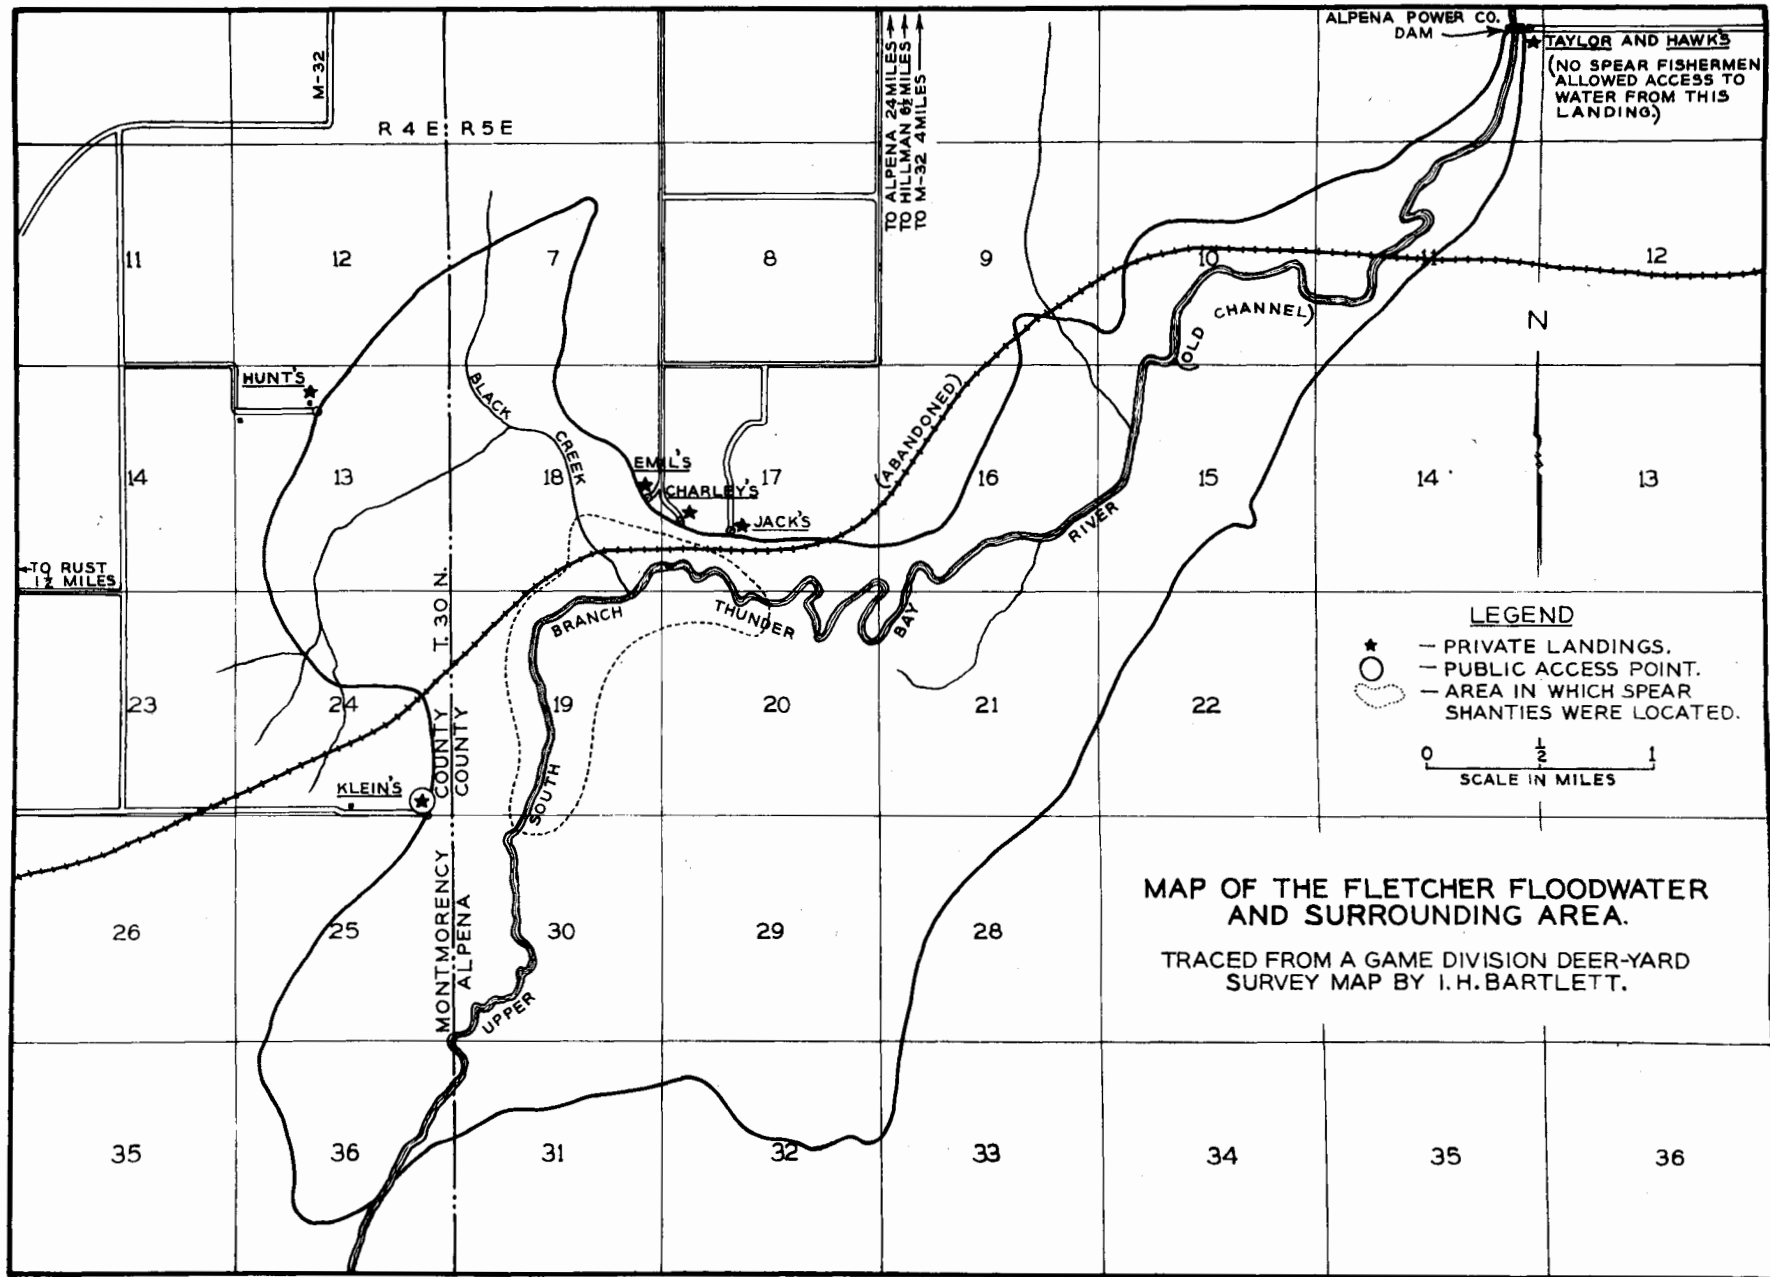 ALPENA POWER CO.
DAM
TAYLOR AND HAWK'S
(NO SPEAR FISHERMEN
ALLOWED ACCESS TO
WATER FROM THIS
LANDING.)
M-32
R 4 E R 5 E
TO ALPENA 24 MILES
TO HILLMAN 6½ MILES
TO M-32 4 MILES
11
12
7
8
9
10
11
12
N
(OLD CHANNEL)
HUNT'S
BLACK CREEK
(ABANDONED)
EMIL'S
CHARLEY'S
JACK'S
14
13
18
17
16
15
14
13
TO RUST
1½ MILES
T. 30 N.
UPPER SOUTH BRANCH THUNDER BAY RIVER
23
24
19
20
21
22
LEGEND
— PRIVATE LANDINGS.
— PUBLIC ACCESS POINT.
— AREA IN WHICH SPEAR
SHANTIES WERE LOCATED.
0 ½ 1
SCALE IN MILES
KLEIN'S
MONTMORENCY COUNTY
ALPENA COUNTY
26
25
30
29
28
MAP OF THE FLETCHER FLOODWATER
AND SURROUNDING AREA.
TRACED FROM A GAME DIVISION DEER-YARD
SURVEY MAP BY I.H. BARTLETT.
35
36
31
32
33
34
35
36